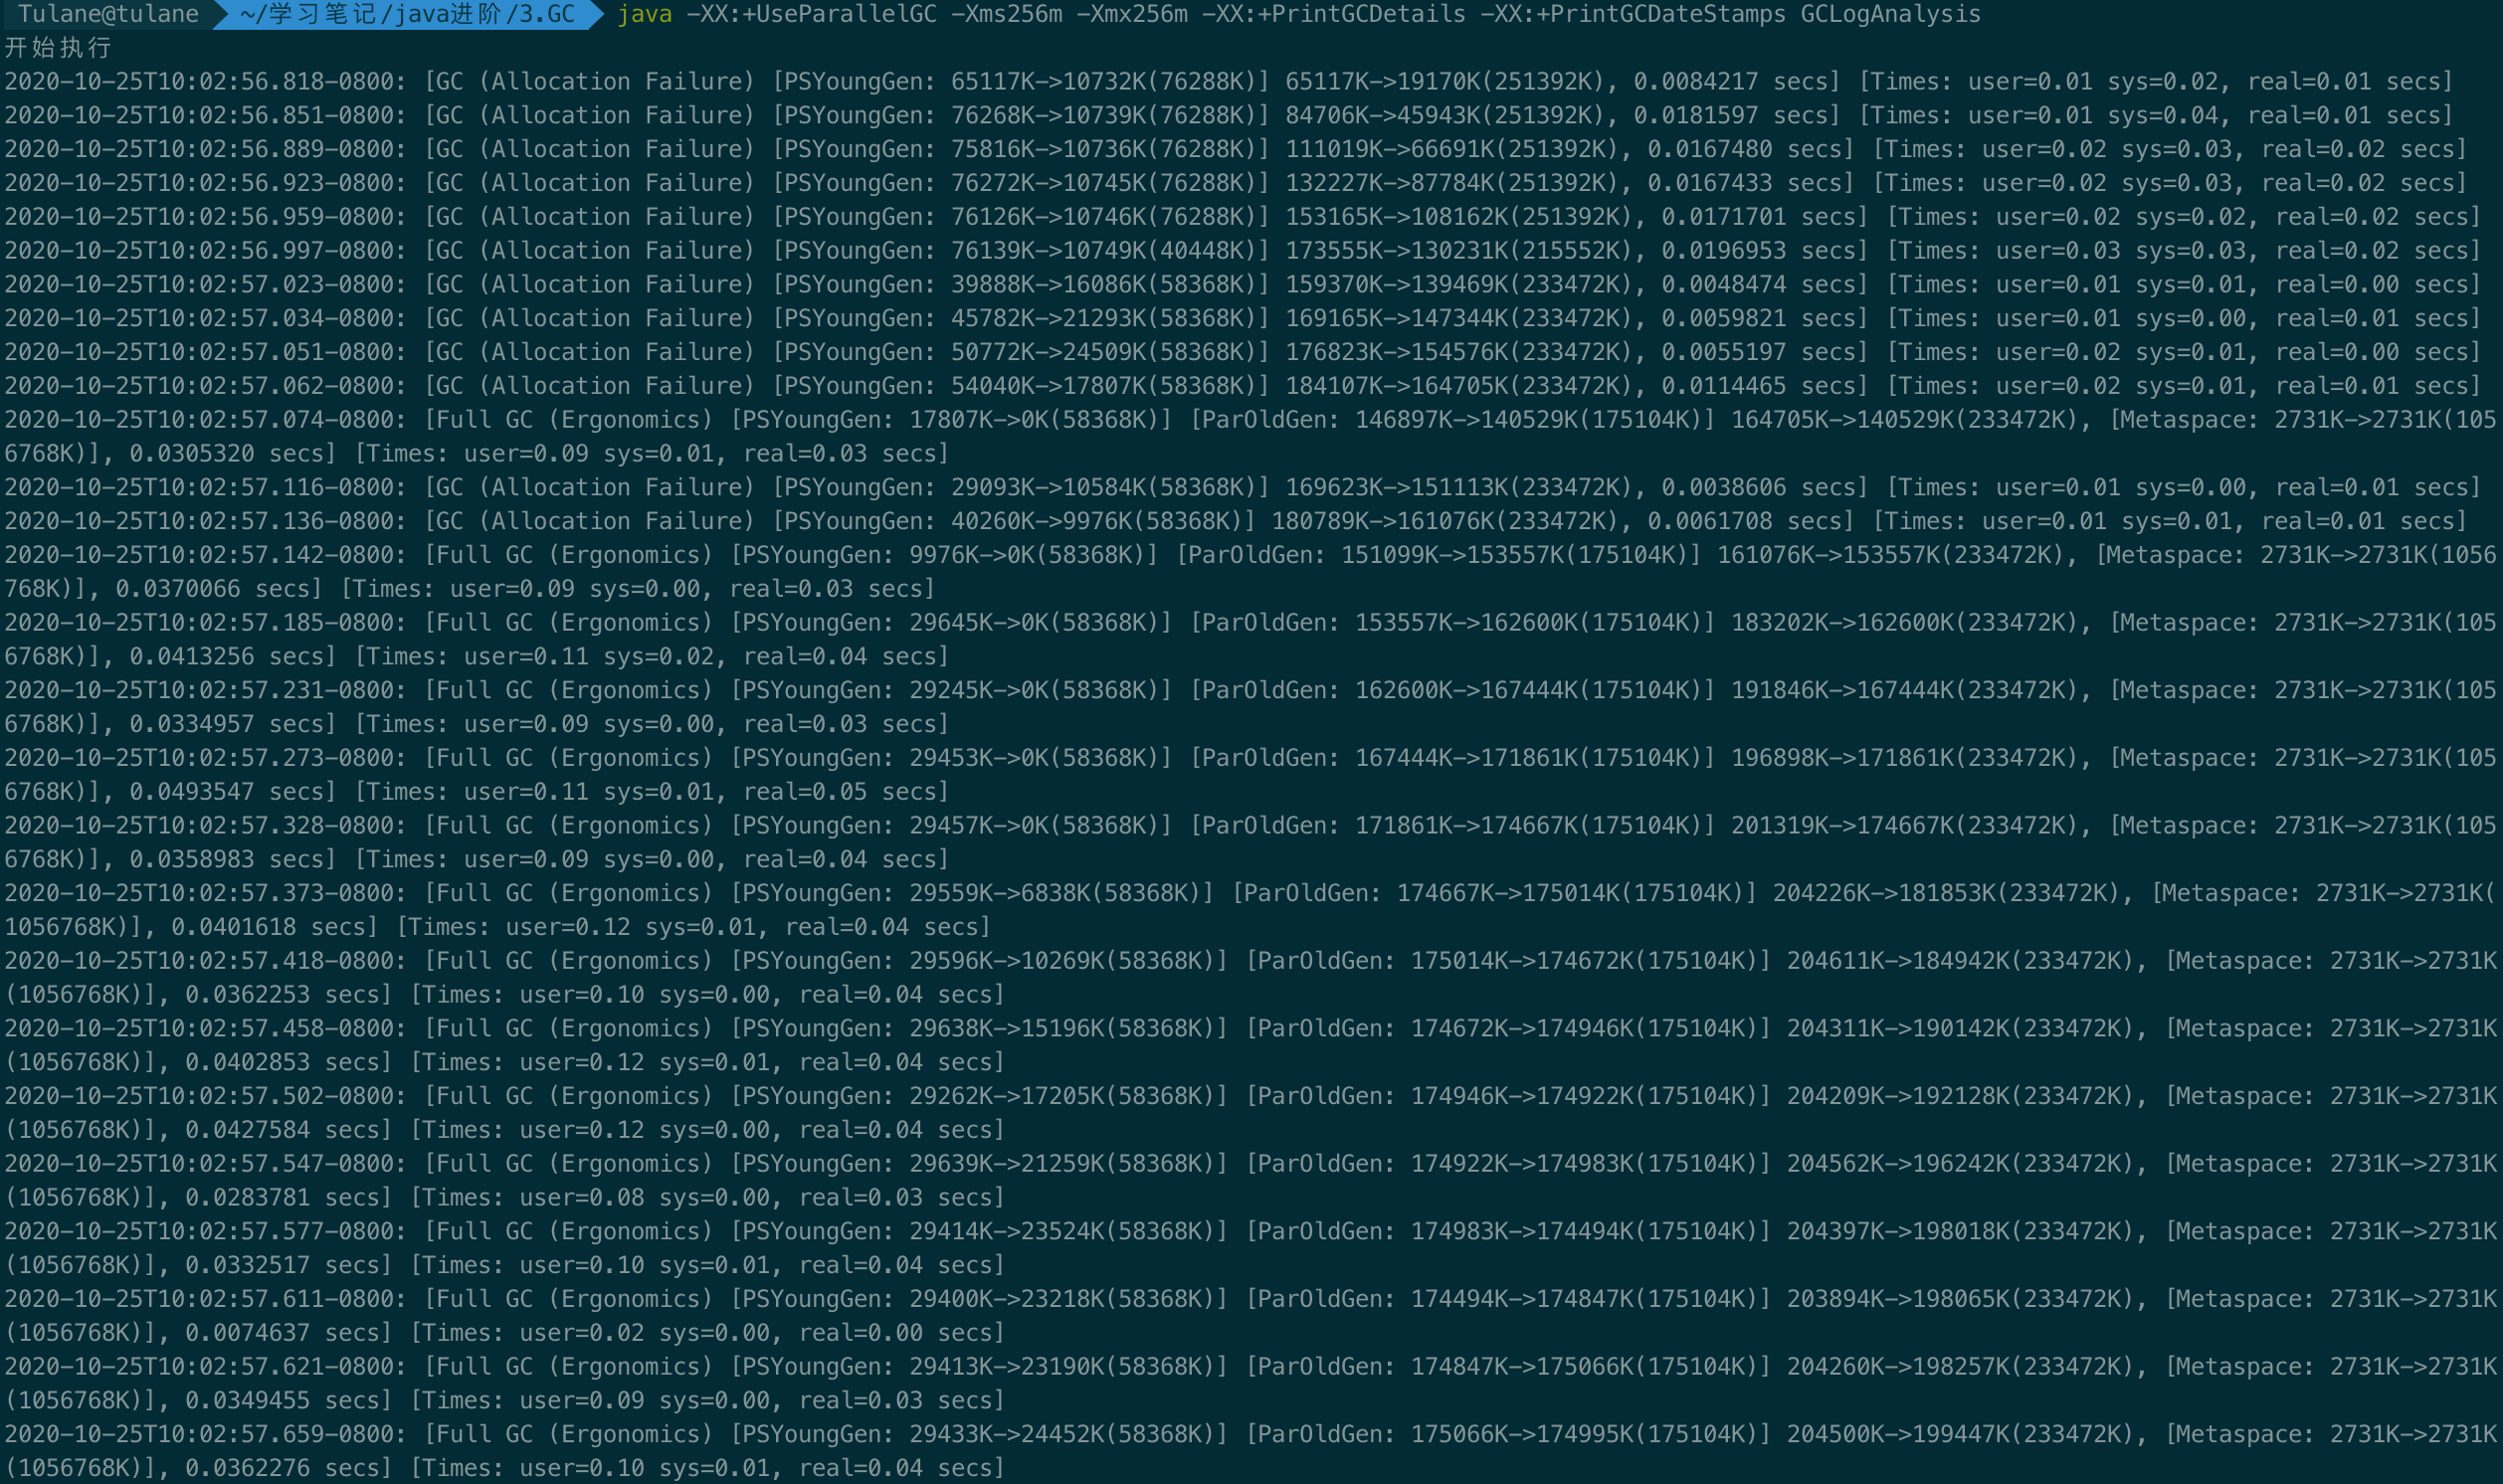 Tulane@tulane ~/学习笔记/java进阶/3.GC java -XX:+UseParallelGC -Xms256m -Xmx256m -XX:+PrintGCDetails -XX:+PrintGCDateStamps GCLogAnalysis
开始执行
2020-10-25T10:02:56.818-0800: [GC (Allocation Failure) [PSYoungGen: 65117K->10732K(76288K)] 65117K->19170K(251392K), 0.0084217 secs] [Times: user=0.01 sys=0.02, real=0.01 secs]
2020-10-25T10:02:56.851-0800: [GC (Allocation Failure) [PSYoungGen: 76268K->10739K(76288K)] 84706K->45943K(251392K), 0.0181597 secs] [Times: user=0.01 sys=0.04, real=0.01 secs]
2020-10-25T10:02:56.889-0800: [GC (Allocation Failure) [PSYoungGen: 75816K->10736K(76288K)] 111019K->66691K(251392K), 0.0167480 secs] [Times: user=0.02 sys=0.03, real=0.02 secs]
2020-10-25T10:02:56.923-0800: [GC (Allocation Failure) [PSYoungGen: 76272K->10745K(76288K)] 132227K->87784K(251392K), 0.0167433 secs] [Times: user=0.02 sys=0.03, real=0.02 secs]
2020-10-25T10:02:56.959-0800: [GC (Allocation Failure) [PSYoungGen: 76126K->10746K(76288K)] 153165K->108162K(251392K), 0.0171701 secs] [Times: user=0.02 sys=0.02, real=0.02 secs]
2020-10-25T10:02:56.997-0800: [GC (Allocation Failure) [PSYoungGen: 76139K->10749K(40448K)] 173555K->130231K(215552K), 0.0196953 secs] [Times: user=0.03 sys=0.03, real=0.02 secs]
2020-10-25T10:02:57.023-0800: [GC (Allocation Failure) [PSYoungGen: 39888K->16086K(58368K)] 159370K->139469K(233472K), 0.0048474 secs] [Times: user=0.01 sys=0.01, real=0.00 secs]
2020-10-25T10:02:57.034-0800: [GC (Allocation Failure) [PSYoungGen: 45782K->21293K(58368K)] 169165K->147344K(233472K), 0.0059821 secs] [Times: user=0.01 sys=0.00, real=0.01 secs]
2020-10-25T10:02:57.051-0800: [GC (Allocation Failure) [PSYoungGen: 50772K->24509K(58368K)] 176823K->154576K(233472K), 0.0055197 secs] [Times: user=0.02 sys=0.01, real=0.00 secs]
2020-10-25T10:02:57.062-0800: [GC (Allocation Failure) [PSYoungGen: 54040K->17807K(58368K)] 184107K->164705K(233472K), 0.0114465 secs] [Times: user=0.02 sys=0.01, real=0.01 secs]
2020-10-25T10:02:57.074-0800: [Full GC (Ergonomics) [PSYoungGen: 17807K->0K(58368K)] [ParOldGen: 146897K->140529K(175104K)] 164705K->140529K(233472K), [Metaspace: 2731K->2731K(105
6768K)], 0.0305320 secs] [Times: user=0.09 sys=0.01, real=0.03 secs]
2020-10-25T10:02:57.116-0800: [GC (Allocation Failure) [PSYoungGen: 29093K->10584K(58368K)] 169623K->151113K(233472K), 0.0038606 secs] [Times: user=0.01 sys=0.00, real=0.01 secs]
2020-10-25T10:02:57.136-0800: [GC (Allocation Failure) [PSYoungGen: 40260K->9976K(58368K)] 180789K->161076K(233472K), 0.0061708 secs] [Times: user=0.01 sys=0.01, real=0.01 secs]
2020-10-25T10:02:57.142-0800: [Full GC (Ergonomics) [PSYoungGen: 9976K->0K(58368K)] [ParOldGen: 151099K->153557K(175104K)] 161076K->153557K(233472K), [Metaspace: 2731K->2731K(1056
768K)], 0.0370066 secs] [Times: user=0.09 sys=0.00, real=0.03 secs]
2020-10-25T10:02:57.185-0800: [Full GC (Ergonomics) [PSYoungGen: 29645K->0K(58368K)] [ParOldGen: 153557K->162600K(175104K)] 183202K->162600K(233472K), [Metaspace: 2731K->2731K(105
6768K)], 0.0413256 secs] [Times: user=0.11 sys=0.02, real=0.04 secs]
2020-10-25T10:02:57.231-0800: [Full GC (Ergonomics) [PSYoungGen: 29245K->0K(58368K)] [ParOldGen: 162600K->167444K(175104K)] 191846K->167444K(233472K), [Metaspace: 2731K->2731K(105
6768K)], 0.0334957 secs] [Times: user=0.09 sys=0.00, real=0.03 secs]
2020-10-25T10:02:57.273-0800: [Full GC (Ergonomics) [PSYoungGen: 29453K->0K(58368K)] [ParOldGen: 167444K->171861K(175104K)] 196898K->171861K(233472K), [Metaspace: 2731K->2731K(105
6768K)], 0.0493547 secs] [Times: user=0.11 sys=0.01, real=0.05 secs]
2020-10-25T10:02:57.328-0800: [Full GC (Ergonomics) [PSYoungGen: 29457K->0K(58368K)] [ParOldGen: 171861K->174667K(175104K)] 201319K->174667K(233472K), [Metaspace: 2731K->2731K(105
6768K)], 0.0358983 secs] [Times: user=0.09 sys=0.00, real=0.04 secs]
2020-10-25T10:02:57.373-0800: [Full GC (Ergonomics) [PSYoungGen: 29559K->6838K(58368K)] [ParOldGen: 174667K->175014K(175104K)] 204226K->181853K(233472K), [Metaspace: 2731K->2731K(
1056768K)], 0.0401618 secs] [Times: user=0.12 sys=0.01, real=0.04 secs]
2020-10-25T10:02:57.418-0800: [Full GC (Ergonomics) [PSYoungGen: 29596K->10269K(58368K)] [ParOldGen: 175014K->174672K(175104K)] 204611K->184942K(233472K), [Metaspace: 2731K->2731K
(1056768K)], 0.0362253 secs] [Times: user=0.10 sys=0.00, real=0.04 secs]
2020-10-25T10:02:57.458-0800: [Full GC (Ergonomics) [PSYoungGen: 29638K->15196K(58368K)] [ParOldGen: 174672K->174946K(175104K)] 204311K->190142K(233472K), [Metaspace: 2731K->2731K
(1056768K)], 0.0402853 secs] [Times: user=0.12 sys=0.01, real=0.04 secs]
2020-10-25T10:02:57.502-0800: [Full GC (Ergonomics) [PSYoungGen: 29262K->17205K(58368K)] [ParOldGen: 174946K->174922K(175104K)] 204209K->192128K(233472K), [Metaspace: 2731K->2731K
(1056768K)], 0.0427584 secs] [Times: user=0.12 sys=0.00, real=0.04 secs]
2020-10-25T10:02:57.547-0800: [Full GC (Ergonomics) [PSYoungGen: 29639K->21259K(58368K)] [ParOldGen: 174922K->174983K(175104K)] 204562K->196242K(233472K), [Metaspace: 2731K->2731K
(1056768K)], 0.0283781 secs] [Times: user=0.08 sys=0.00, real=0.03 secs]
2020-10-25T10:02:57.577-0800: [Full GC (Ergonomics) [PSYoungGen: 29414K->23524K(58368K)] [ParOldGen: 174983K->174494K(175104K)] 204397K->198018K(233472K), [Metaspace: 2731K->2731K
(1056768K)], 0.0332517 secs] [Times: user=0.10 sys=0.01, real=0.04 secs]
2020-10-25T10:02:57.611-0800: [Full GC (Ergonomics) [PSYoungGen: 29400K->23218K(58368K)] [ParOldGen: 174494K->174847K(175104K)] 203894K->198065K(233472K), [Metaspace: 2731K->2731K
(1056768K)], 0.0074637 secs] [Times: user=0.02 sys=0.00, real=0.00 secs]
2020-10-25T10:02:57.621-0800: [Full GC (Ergonomics) [PSYoungGen: 29413K->23190K(58368K)] [ParOldGen: 174847K->175066K(175104K)] 204260K->198257K(233472K), [Metaspace: 2731K->2731K
(1056768K)], 0.0349455 secs] [Times: user=0.09 sys=0.00, real=0.03 secs]
2020-10-25T10:02:57.659-0800: [Full GC (Ergonomics) [PSYoungGen: 29433K->24452K(58368K)] [ParOldGen: 175066K->174995K(175104K)] 204500K->199447K(233472K), [Metaspace: 2731K->2731K
(1056768K)], 0.0362276 secs] [Times: user=0.10 sys=0.01, real=0.04 secs]